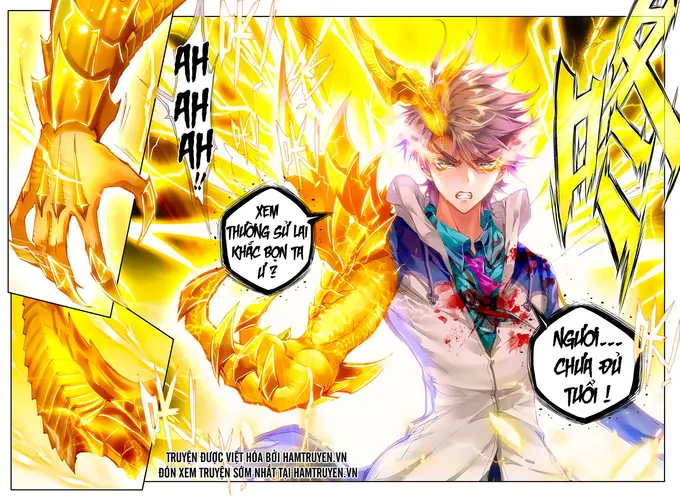 AH
AH
AH
!!
XEM
THƯỜNG SỬ LẠI
KHẮC BỌN TA
Ư ?
NGƯƠI...
CHƯA ĐỦ
TUỔI !
TRUYỆN ĐƯỢC VIỆT HÓA BỞI HAMTRUYEN.VN
ĐÓN XEM TRUYỆN SỚM NHẤT TẠI HAMTRUYEN.VN